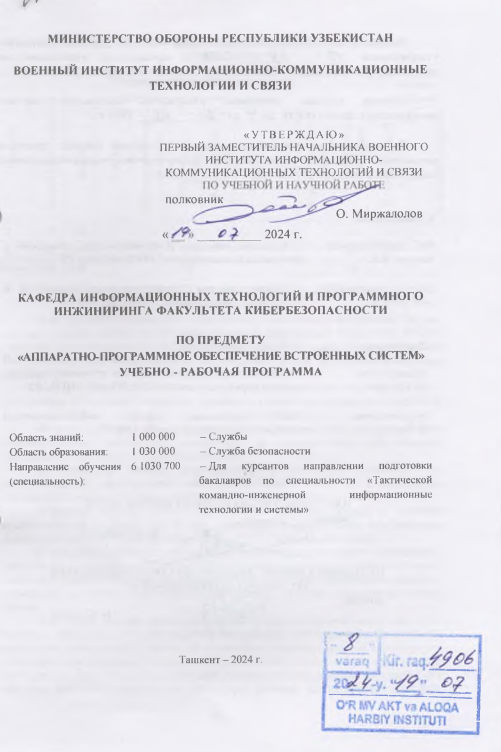 МИНИСТЕРСТВО ОБОРОНЫ РЕСПУБЛИКИ УЗБЕКИСТАН
ВОЕННЫЙ ИНСТИТУТ ИНФОРМАЦИОННО-КОММУНИКАЦИОННЫЕ
ТЕХНОЛОГИИ И СВЯЗИ
«УТВЕРЖДАЮ»
ПЕРВЫЙ ЗАМЕСТИТЕЛЬ НАЧАЛЬНИКА ВОЕННОГО
ИНСТИТУТА ИНФОРМАЦИОННО-
КОММУНИКАЦИОННЫХ ТЕХНОЛОГИЙ И СВЯЗИ
ПО УЧЕБНОЙ И НАУЧНОЙ РАБОТЕ
полковник
О. Миржалолов
«19» 07 2024 г.
КАФЕДРА ИНФОРМАЦИОННЫХ ТЕХНОЛОГИЙ И ПРОГРАММНОГО
ИНЖИНИРИНГА ФАКУЛЬТЕТА КИБЕРБЕЗОПАСНОСТИ
ПО ПРЕДМЕТУ
«АППАРАТНО-ПРОГРАММНОЕ ОБЕСПЕЧЕНИЕ ВСТРОЕННЫХ СИСТЕМ»
УЧЕБНО - РАБОЧАЯ ПРОГРАММА
Область знаний: 1 000 000 – Службы
Область образования: 1 030 000 – Служба безопасности
Направление обучения 6 1030 700 – Для курсантов направлении подготовки
(специальность): бакалавров по специальности «Тактической
командно-инженерной информационные
технологии и системы»
Ташкент – 2024 г.
"8" varaq Kir. raq. 4906
2024-y. "19" 07
O'R MV AKT va ALOQA
HARBIY INSTITUTI